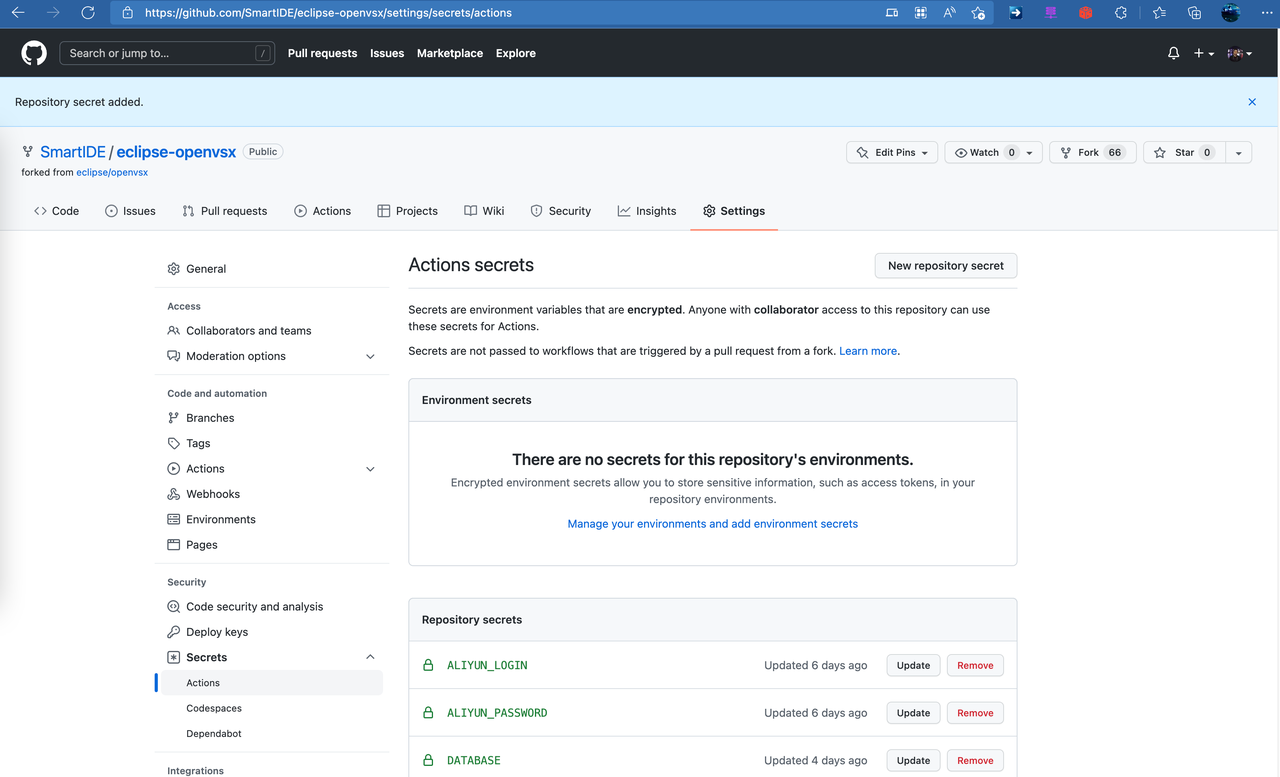 https://github.com/SmartIDE/eclipse-openvsx/settings/secrets/actions
Search or jump to... /
Pull requests Issues Marketplace Explore
Repository secret added.
SmartIDE / eclipse-openvsx Public
Edit Pins Watch 0 Fork 66 Star 0
forked from eclipse/openvsx
Code Issues Pull requests Actions Projects Wiki Security Insights Settings
General
Access
Collaborators and teams
Moderation options
Code and automation
Branches
Tags
Actions
Webhooks
Environments
Pages
Security
Code security and analysis
Deploy keys
Secrets
Actions
Codespaces
Dependabot
Integrations
Actions secrets
New repository secret
Secrets are environment variables that are encrypted. Anyone with collaborator access to this repository can use
these secrets for Actions.
Secrets are not passed to workflows that are triggered by a pull request from a fork. Learn more.
Environment secrets
There are no secrets for this repository's environments.
Encrypted environment secrets allow you to store sensitive information, such as access tokens, in your
repository environments.
Manage your environments and add environment secrets
Repository secrets
ALIYUN_LOGIN Updated 6 days ago Update Remove
ALIYUN_PASSWORD Updated 6 days ago Update Remove
DATABASE Updated 4 days ago Update Remove